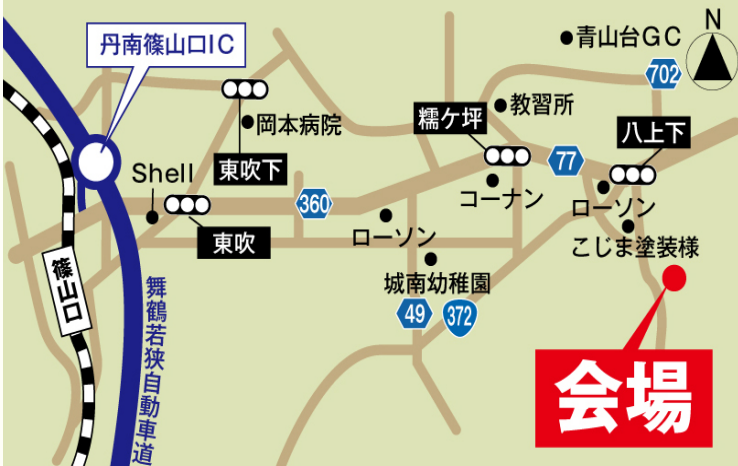 丹南篠山口IC
青山台GC
N
702
岡本病院
教習所
糯ケ坪
八上下
東吹下
77
Shell
コーナン
ローソン
360
東吹
ローソン
こじま塗装様
城南幼稚園
篠山口
舞鶴若狭自動車道
49
372
会場